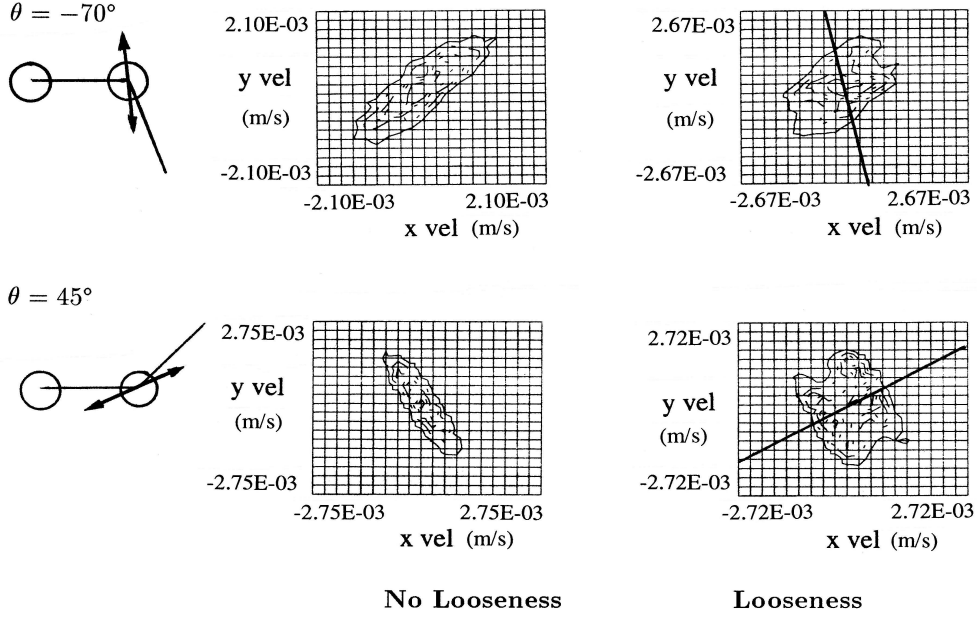 θ = −70°
2.10E-03
y vel
(m/s)
-2.10E-03
-2.10E-03 2.10E-03
x vel (m/s)
2.67E-03
y vel
(m/s)
-2.67E-03
-2.67E-03 2.67E-03
x vel (m/s)
θ = 45°
2.75E-03
y vel
(m/s)
-2.75E-03
-2.75E-03 2.75E-03
x vel (m/s)
2.72E-03
y vel
(m/s)
-2.72E-03
-2.72E-03 2.72E-03
x vel (m/s)
No Looseness
Looseness